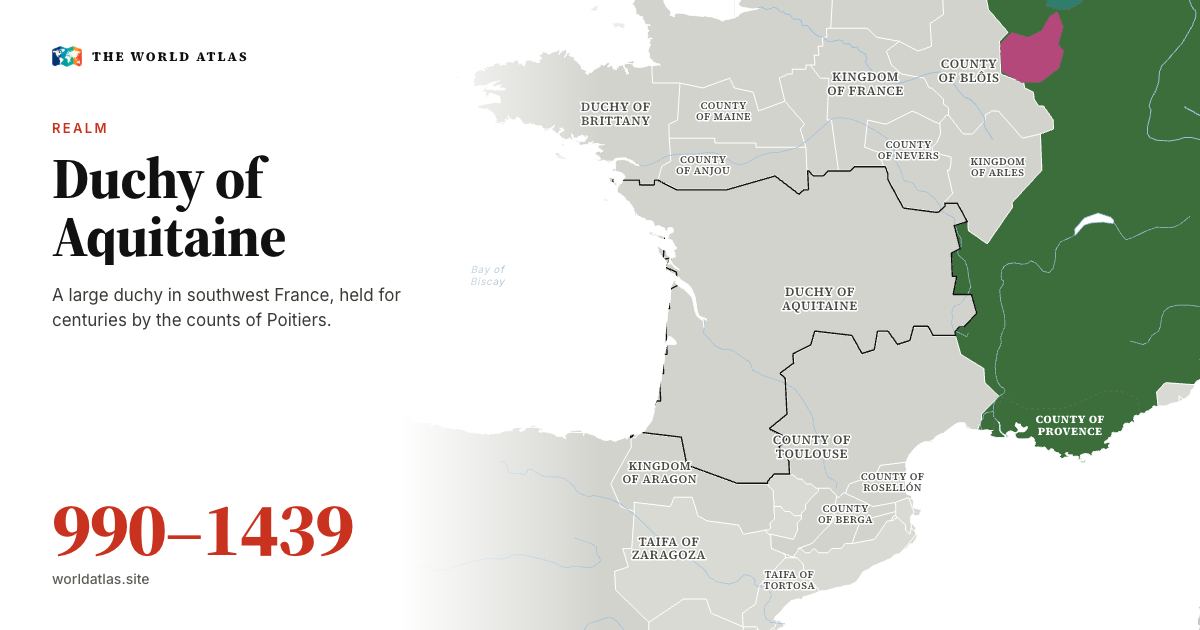 THE WORLD ATLAS
REALM
Duchy of
Aquitaine
A large duchy in southwest France, held for
centuries by the counts of Poitiers.
990–1439
worldatlas.site
Bay of
Biscay
DUCHY OF
BRITTANY
COUNTY
OF MAINE
KINGDOM
OF FRANCE
COUNTY
OF BLÔIS
COUNTY
OF ANJOU
COUNTY
OF NEVERS
KINGDOM
OF ARLES
DUCHY OF
AQUITAINE
COUNTY OF
PROVENCE
COUNTY OF
TOULOUSE
KINGDOM
OF ARAGON
COUNTY OF
ROSELLÓN
COUNTY
OF BERGA
TAIFA OF
ZARAGOZA
TAIFA OF
TORTOSA